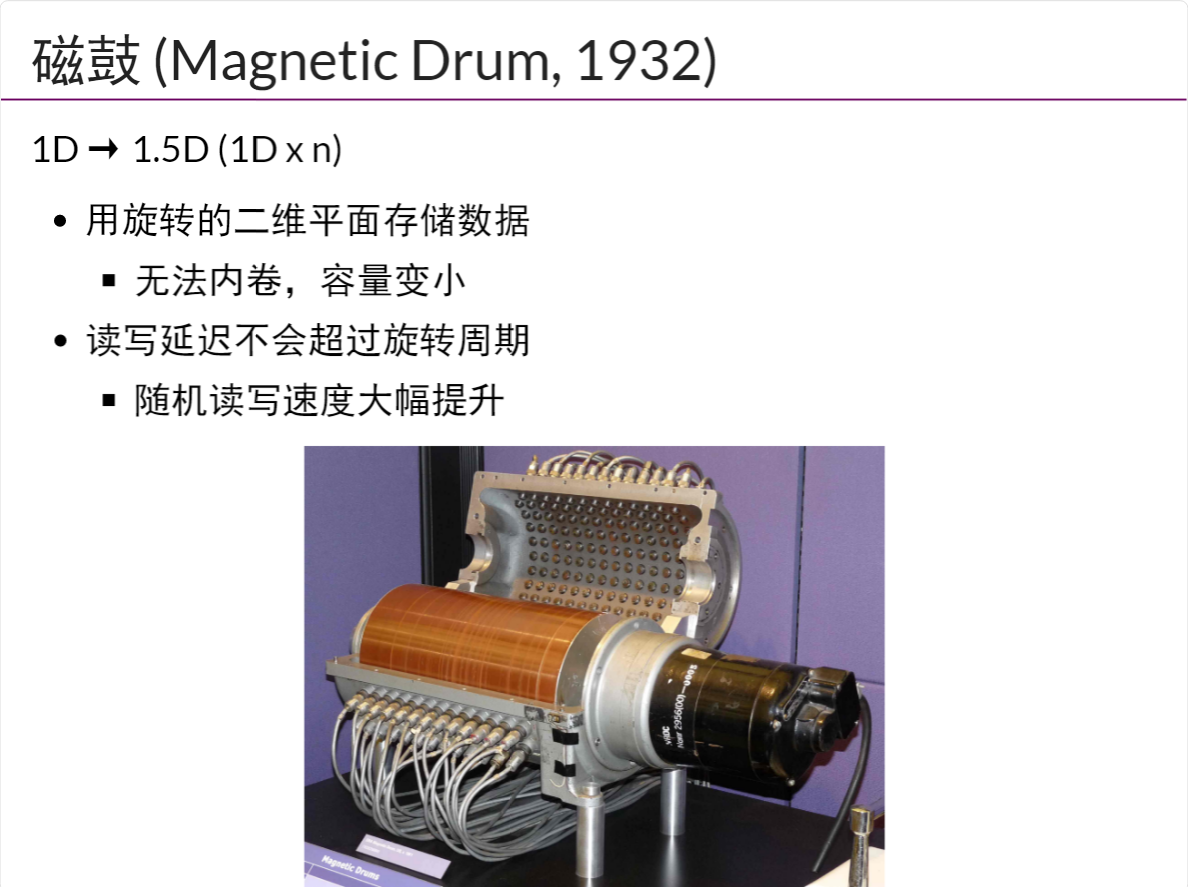 磁鼓 (Magnetic Drum, 1932)
1D → 1.5D (1D x n)
用旋转的二维平面存储数据
无法内卷，容量变小
读写延迟不会超过旋转周期
随机读写速度大幅提升
Magnetic Drums